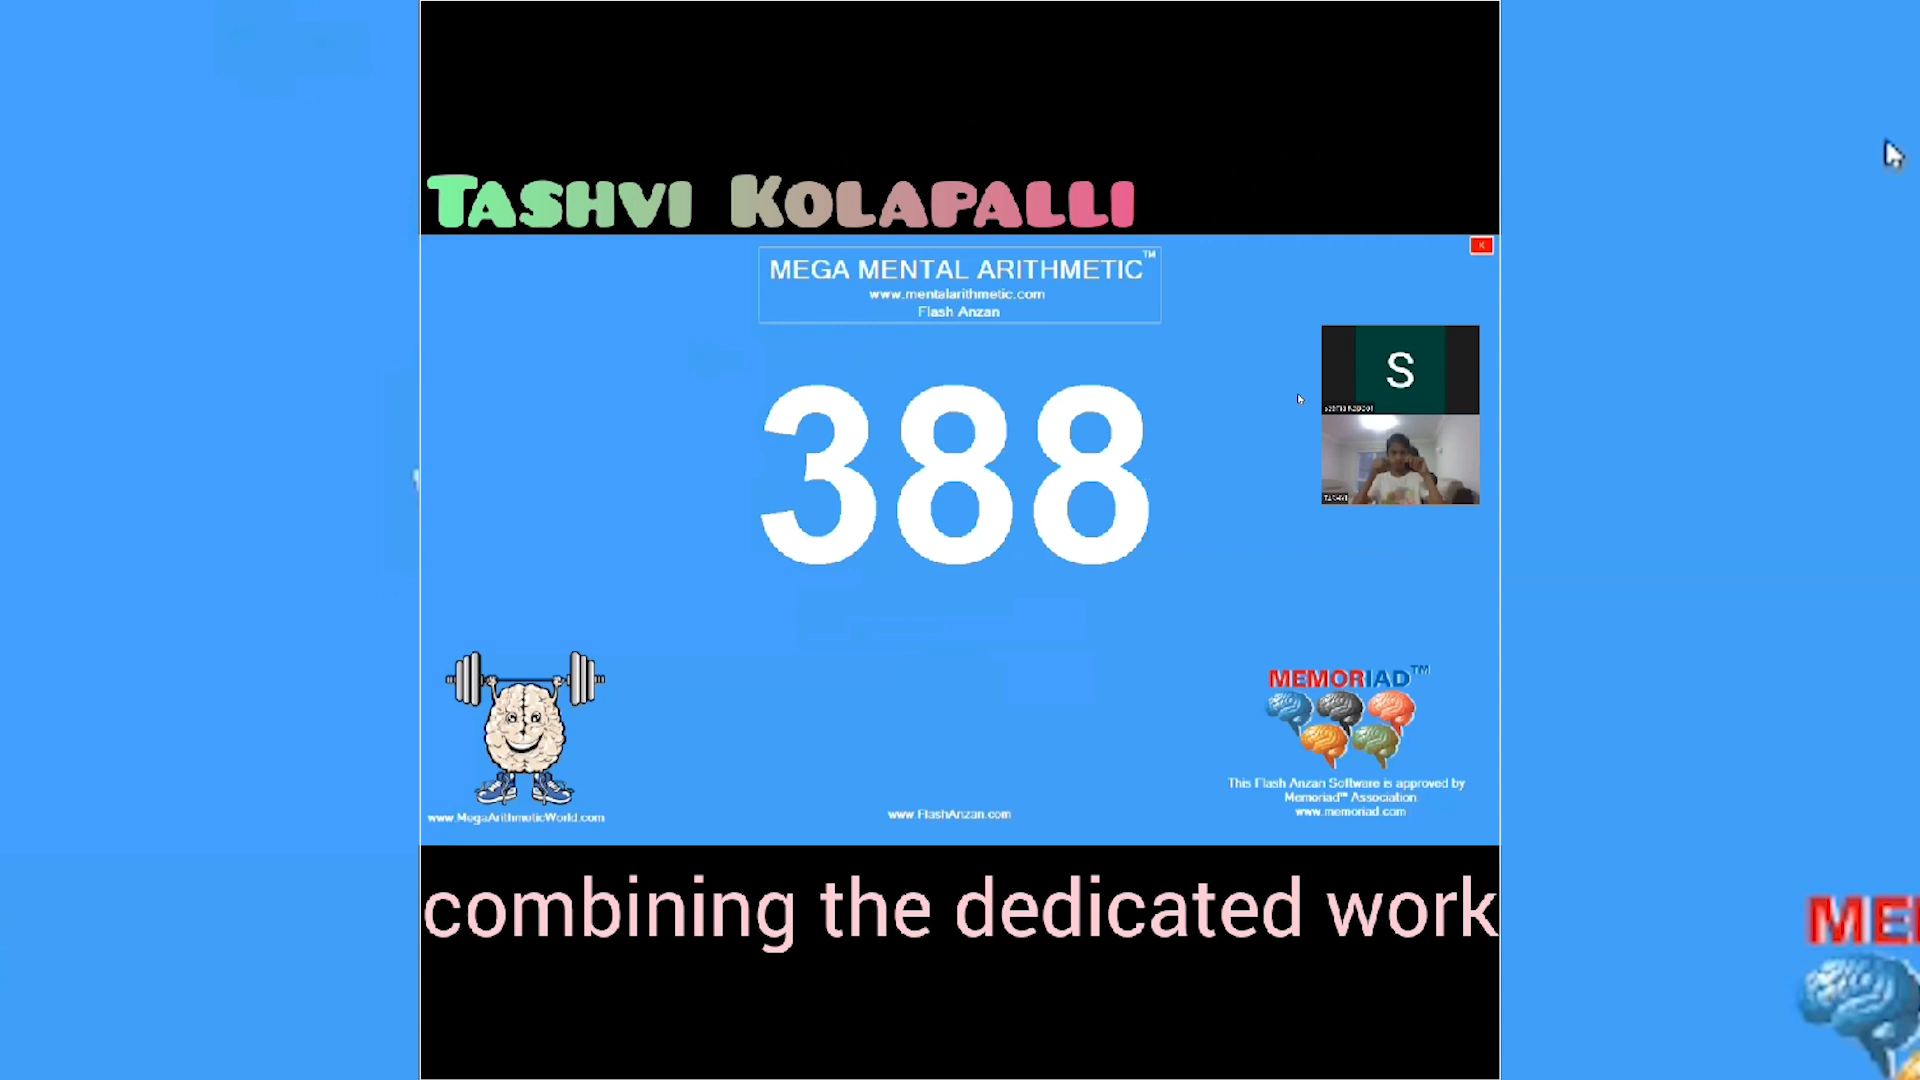 TASHVI KOLAPALLI
X
MEGA MENTAL ARITHMETIC™
www.mentalarithmetic.com
Flash Anzan
388
S
TASHVI
MEMORIAD™
This Flash Anzan Software is approved by
Memoriad™ Association.
www.memoriad.com
www.MegaArithmeticWorld.com
www.FlashAnzan.com
combining the dedicated work
ME